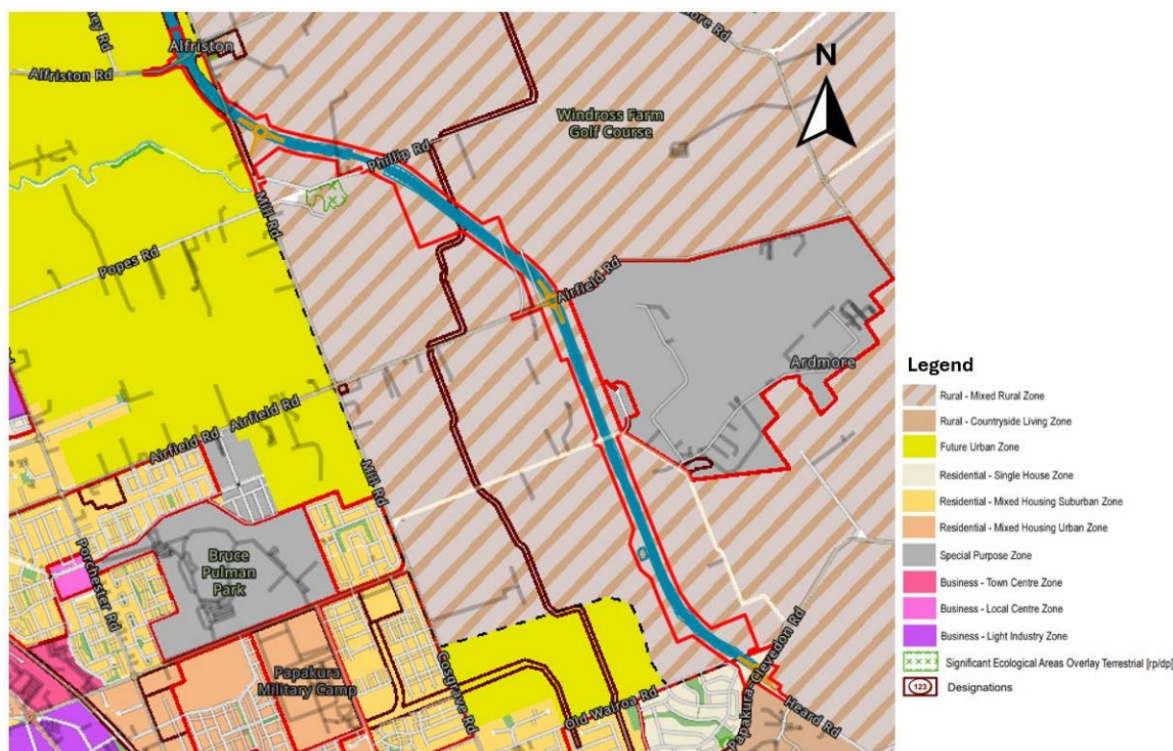 Alfriston
Alfriston Rd
N
Windross Farm
Golf Course
Phillip Rd
Mill Rd
Popes Rd
Airfield Rd
Ardmore
Airfield Rd
Airfield Rd
Mill Rd
Porchester Rd
Bruce
Pulman
Park
Papakura
Military Camp
Cosgrave Rd
Old Wairoa Rd
Papakura-Clevedon Rd
Heard Rd
Legend
Rural - Mixed Rural Zone
Rural - Countryside Living Zone
Future Urban Zone
Residential - Single House Zone
Residential - Mixed Housing Suburban Zone
Residential - Mixed Housing Urban Zone
Special Purpose Zone
Business - Town Centre Zone
Business - Local Centre Zone
Business - Light Industry Zone
Significant Ecological Areas Overlay Terrestrial [rp/dp]
123 Designations